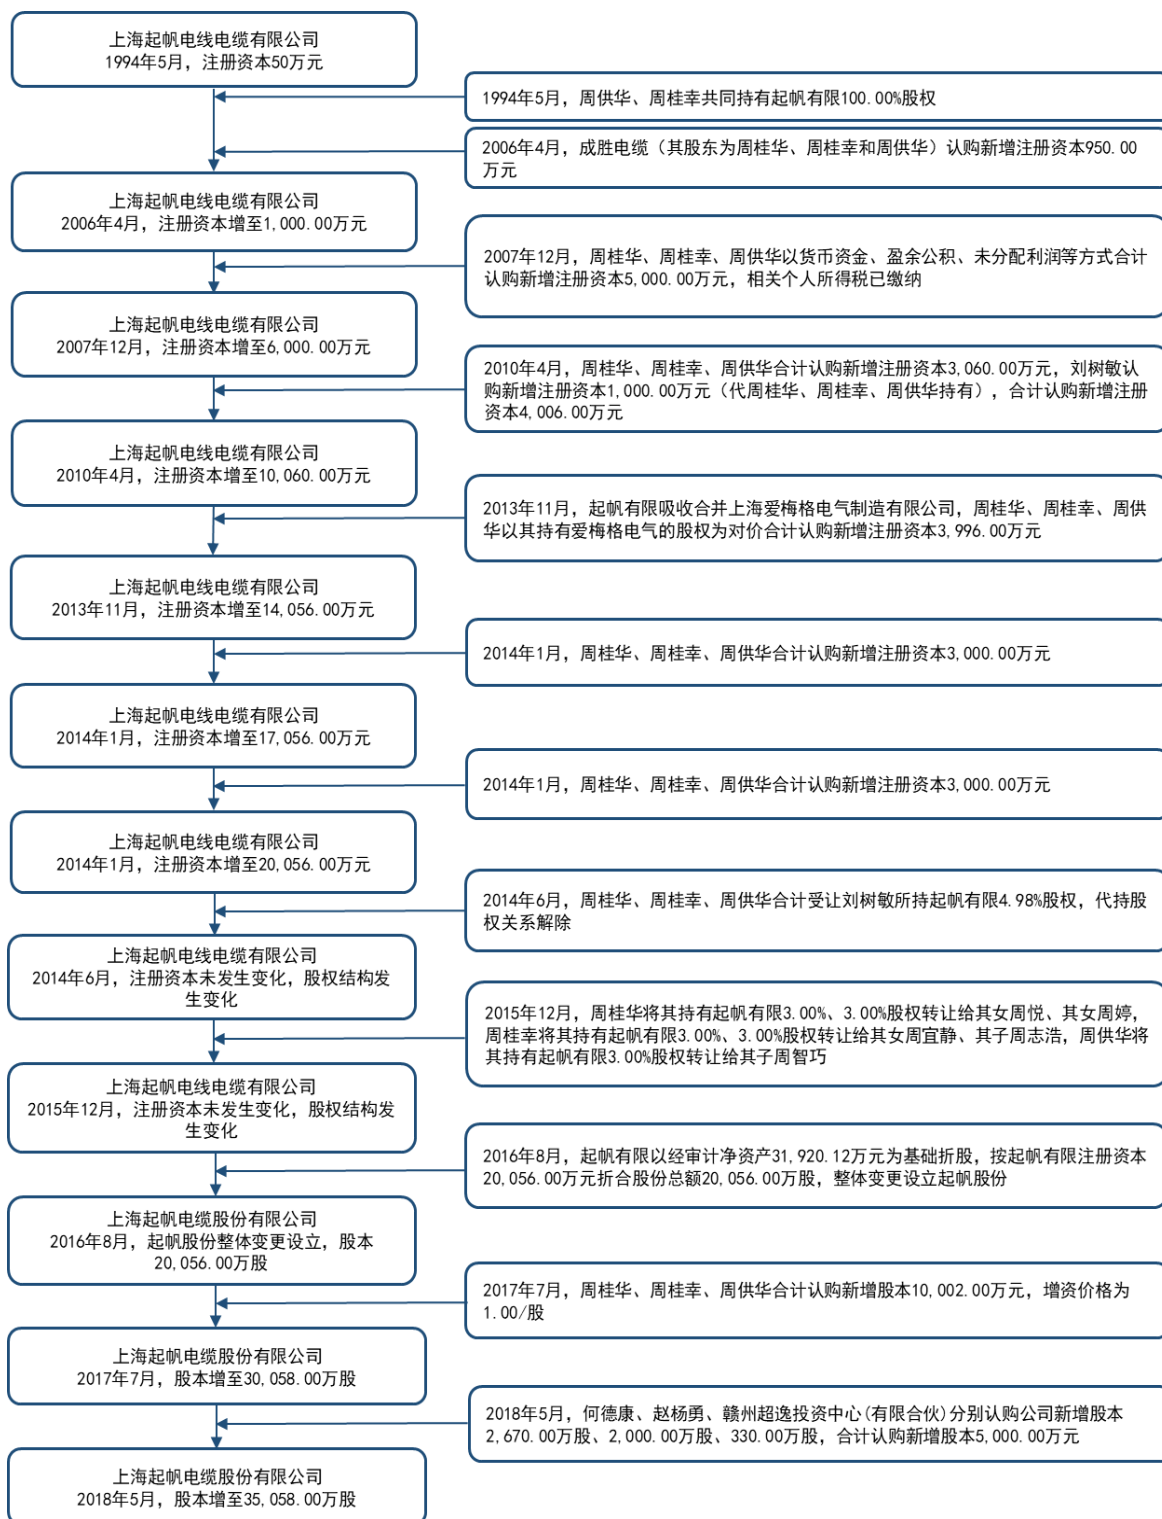 上海起帆电线电缆有限公司
1994年5月，注册资本50万元
1994年5月，周供华、周桂幸共同持有起帆有限100.00%股权
2006年4月，成胜电缆（其股东为周桂华、周桂幸和周供华）认购新增注册资本950.00
万元
上海起帆电线电缆有限公司
2006年4月，注册资本增至1,000.00万元
2007年12月，周桂华、周桂幸、周供华以货币资金、盈余公积、未分配利润等方式合计
认购新增注册资本5,000.00万元，相关个人所得税已缴纳
上海起帆电线电缆有限公司
2007年12月，注册资本增至6,000.00万元
2010年4月，周桂华、周桂幸、周供华合计认购新增注册资本3,060.00万元，刘树敏认
购新增注册资本1,000.00万元（代周桂华、周桂幸、周供华持有），合计认购新增注册
资本4,006.00万元
上海起帆电线电缆有限公司
2010年4月，注册资本增至10,060.00万元
2013年11月，起帆有限吸收合并上海爱梅格电气制造有限公司，周桂华、周桂幸、周供
华以其持有爱梅格电气的股权为对价合计认购新增注册资本3,996.00万元
上海起帆电线电缆有限公司
2013年11月，注册资本增至14,056.00万元
2014年1月，周桂华、周桂幸、周供华合计认购新增注册资本3,000.00万元
上海起帆电线电缆有限公司
2014年1月，注册资本增至17,056.00万元
2014年1月，周桂华、周桂幸、周供华合计认购新增注册资本3,000.00万元
上海起帆电线电缆有限公司
2014年1月，注册资本增至20,056.00万元
2014年6月，周桂华、周桂幸、周供华合计受让刘树敏所持起帆有限4.98%股权，代持股
权关系解除
上海起帆电线电缆有限公司
2014年6月，注册资本未发生变化，股权结构发
生变化
2015年12月，周桂华将其持有起帆有限3.00%、3.00%股权转让给其女周悦、其女周婷，
周桂幸将其持有起帆有限3.00%、3.00%股权转让给其女周宜静、其子周志浩，周供华将
其持有起帆有限3.00%股权转让给其子周智巧
上海起帆电线电缆有限公司
2015年12月，注册资本未发生变化，股权结构发
生变化
2016年8月，起帆有限以经审计净资产31,920.12万元为基础折股，按起帆有限注册资本
20,056.00万元折合股份总额20,056.00万股，整体变更设立起帆股份
上海起帆电缆股份有限公司
2016年8月，起帆股份整体变更设立，股本
20,056.00万股
2017年7月，周桂华、周桂幸、周供华合计认购新增股本10,002.00万元，增资价格为
1.00/股
上海起帆电缆股份有限公司
2017年7月，股本增至30,058.00万股
2018年5月，何德康、赵杨勇、赣州超逸投资中心(有限合伙)分别认购公司新增股本
2,670.00万股、2,000.00万股、330.00万股，合计认购新增股本5,000.00万元
上海起帆电缆股份有限公司
2018年5月，股本增至35,058.00万股